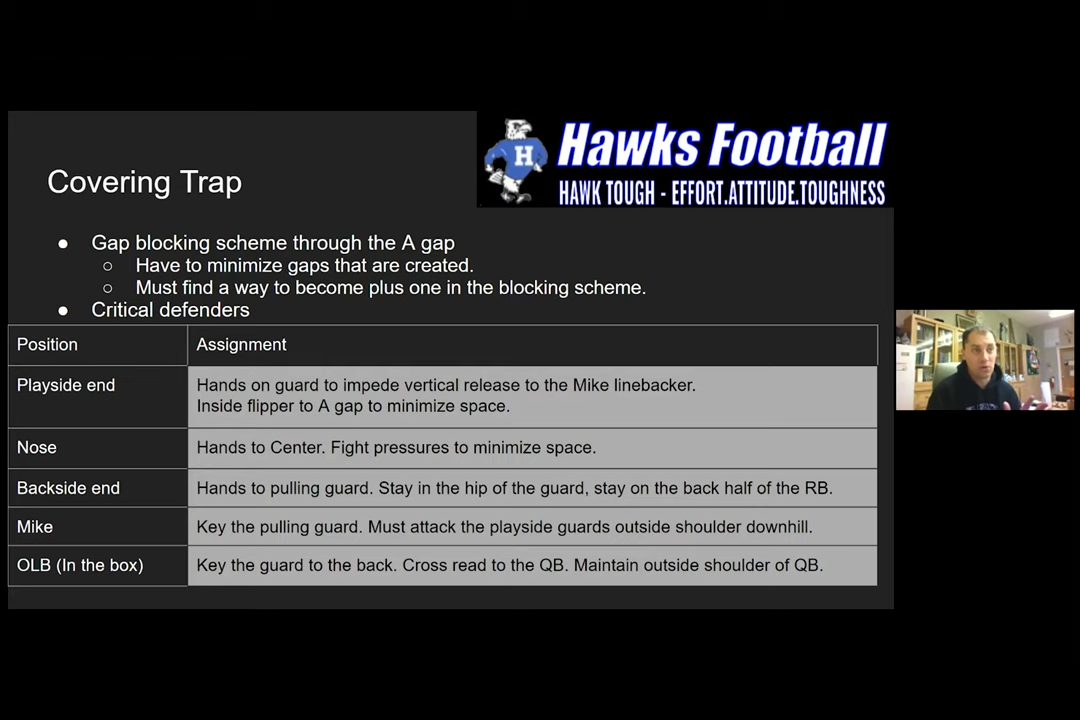 Hawks Football
HAWK TOUGH - EFFORT.ATTITUDE.TOUGHNESS
H
Covering Trap
● Gap blocking scheme through the A gap
○ Have to minimize gaps that are created.
○ Must find a way to become plus one in the blocking scheme.
● Critical defenders
Position Assignment
Playside end Hands on guard to impede vertical release to the Mike linebacker.
Inside flipper to A gap to minimize space.
Nose Hands to Center. Fight pressures to minimize space.
Backside end Hands to pulling guard. Stay in the hip of the guard, stay on the back half of the RB.
Mike Key the pulling guard. Must attack the playside guards outside shoulder downhill.
OLB (In the box) Key the guard to the back. Cross read to the QB. Maintain outside shoulder of QB.